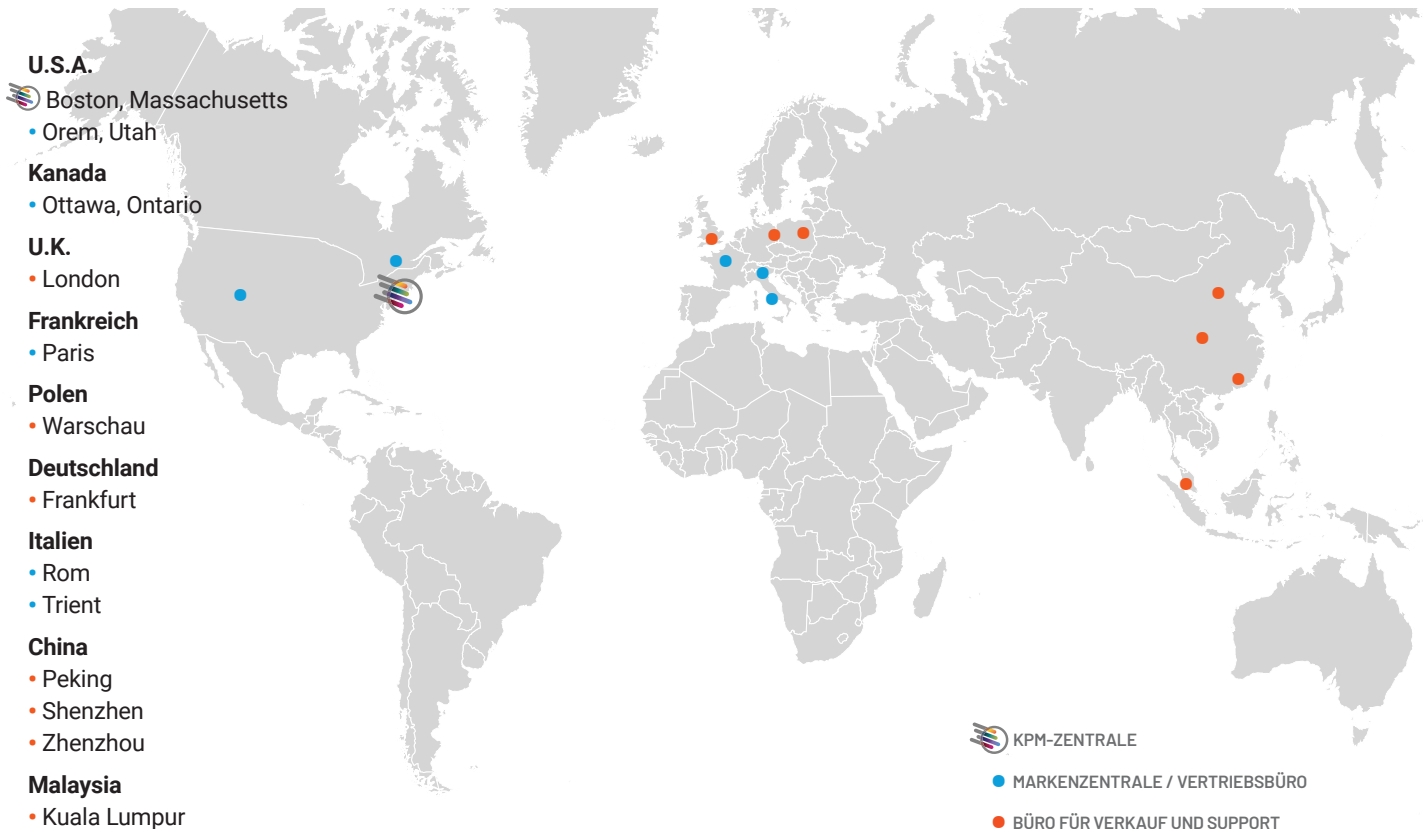 U.S.A.
Boston, Massachusetts
• Orem, Utah
Kanada
• Ottawa, Ontario
U.K.
• London
Frankreich
• Paris
Polen
• Warschau
Deutschland
• Frankfurt
Italien
• Rom
• Trient
China
• Peking
• Shenzhen
• Zhenzhou
Malaysia
• Kuala Lumpur
KPM-ZENTRALE
MARKENZENTRALE / VERTRIEBSBÜRO
BÜRO FÜR VERKAUF UND SUPPORT